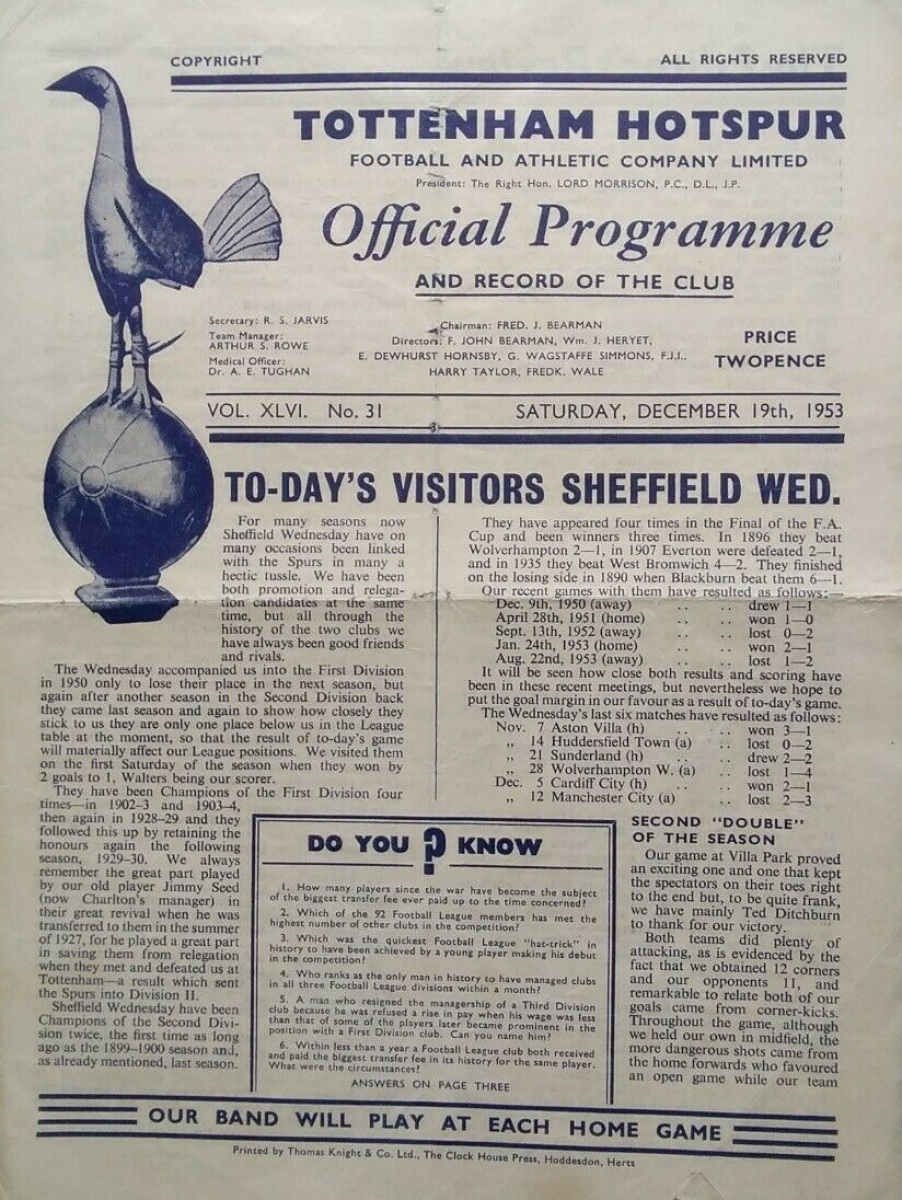 COPYRIGHT
ALL RIGHTS RESERVED
TOTTENHAM HOTSPUR
FOOTBALL AND ATHLETIC COMPANY LIMITED
President: The Right Hon. LORD MORRISON, P.C., D.L., J.P.
Official Programme
AND RECORD OF THE CLUB
Secretary: R. S. JARVIS
Team Manager:
ARTHUR S. ROWE
Medical Officer:
Dr. A. E. TUGHAN
Chairman: FRED. J. BEARMAN
Directors: F. JOHN BEARMAN, Wm. J. HERYET,
E. DEWHURST HORNSBY, G. WAGSTAFFE SIMMONS, F.J.I.,
HARRY TAYLOR, FREDK. WALE
PRICE
TWOPENCE
VOL. XLVI. No. 31
SATURDAY, DECEMBER 19th, 1953
TO-DAY'S VISITORS SHEFFIELD WED.
For many seasons now
Sheffield Wednesday have on
many occasions been linked
with the Spurs in many a
hectic tussle. We have been
both promotion and relega-
tion candidates at the same
time, but all through the
history of the two clubs we
have always been good friends
and rivals.
The Wednesday accompanied us into the First Division
in 1950 only to lose their place in the next season, but
again after another season in the Second Division back
they came last season and again to show how closely they
stick to us they are only one place below us in the League
table at the moment, so that the result of to-day's game
will materially affect our League positions. We visited them
on the first Saturday of the season when they won by
2 goals to 1, Walters being our scorer.
They have been Champions of the First Division four
times—in 1902–3 and 1903–4,
then again in 1928–29 and they
followed this up by retaining the
honours again the following
season, 1929–30. We always
remember the great part played
by our old player Jimmy Seed
(now Charlton's manager) in
their great revival when he was
transferred to them in the summer
of 1927, for he played a great part
in saving them from relegation
when they met and defeated us at
Tottenham—a result which sent
the Spurs into Division II.
Sheffield Wednesday have been
Champions of the Second Divi-
sion twice, the first time as long
ago as the 1899–1900 season and,
as already mentioned, last season.
They have appeared four times in the Final of the F.A.
Cup and been winners three times. In 1896 they beat
Wolverhampton 2—1, in 1907 Everton were defeated 2—1,
and in 1935 they beat West Bromwich 4—2. They finished
on the losing side in 1890 when Blackburn beat them 6—1.
Our recent games with them have resulted as follows:—
Dec. 9th, 1950 (away) .. .. drew 1—1
April 28th, 1951 (home) .. .. won 1—0
Sept. 13th, 1952 (away) .. .. lost 0—2
Jan. 24th, 1953 (home) .. .. won 2—1
Aug. 22nd, 1953 (away) .. .. lost 1—2
It will be seen how close both results and scoring have
been in these recent meetings, but nevertheless we hope to
put the goal margin in our favour as a result of to-day's game.
The Wednesday's last six matches have resulted as follows:
Nov. 7 Aston Villa (h) .. .. won 3—1
,, 14 Huddersfield Town (a) .. lost 0—2
,, 21 Sunderland (h) .. .. drew 2—2
,, 28 Wolverhampton W. (a) .. lost 1—4
Dec. 5 Cardiff City (h) .. won 2—1
,, 12 Manchester City (a) .. lost 2—3
DO YOU ? KNOW
1. How many players since the war have become the subject
of the biggest transfer fee ever paid up to the time concerned?
2. Which of the 92 Football League members has met the
highest number of other clubs in the competition?
3. Which was the quickest Football League "hat-trick" in
history to have been achieved by a young player making his debut
in the competition?
4. Who ranks as the only man in history to have managed clubs
in all three Football League divisions within a month?
5. A man who resigned the managership of a Third Division
club because he was refused a rise in pay when his wage was less
than that of some of the players later became prominent in the
position with a First Division club. Can you name him?
6. Within less than a year a Football League club both received
and paid the biggest transfer fee in its history for the same player.
What were the circumstances?
ANSWERS ON PAGE THREE
SECOND "DOUBLE"
OF THE SEASON
Our game at Villa Park proved
an exciting one and one that kept
the spectators on their toes right
to the end but, to be quite frank,
we have mainly Ted Ditchburn
to thank for our victory.
Both teams did plenty of
attacking, as is evidenced by the
fact that we obtained 12 corners
and our opponents 11, and
remarkable to relate both of our
goals came from corner-kicks.
Throughout the game, although
we held our own in midfield, the
more dangerous shots came from
the home forwards who favoured
an open game while our team
OUR BAND WILL PLAY AT EACH HOME GAME
Printed by Thomas Knight & Co. Ltd., The Clock House Press, Hoddesdon, Herts